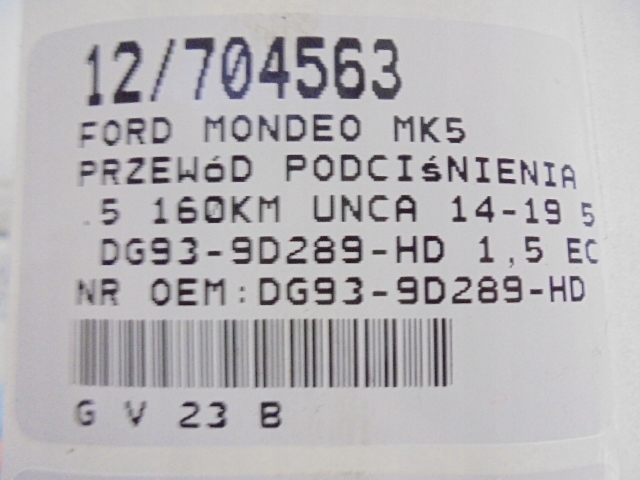 12/704563
FORD MONDEO MK5
PRZEWóD PODCIśNIENIA
.5 160KM UNCA 14-19 5
DG93-9D289-HD 1,5 EC
NR OEM:DG93-9D289-HD
G V 23 B